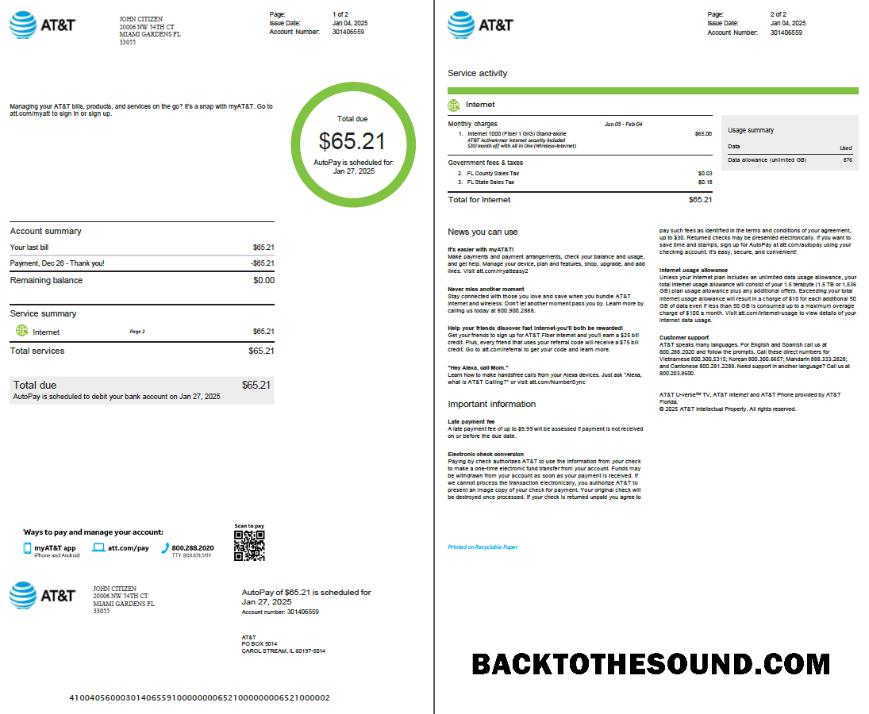 AT&T
JOHN CITIZEN
20006 NW 54TH CT
MIAMI GARDENS FL
33055
Page: 1 of 2
Issue Date: Jan 04, 2025
Account Number: 301406559
Managing your AT&T bills, products, and services on the go? It's a snap with myAT&T. Go to
att.com/myatt to sign in or sign up.
Total due
$65.21
AutoPay is scheduled for:
Jan 27, 2025
Account summary
Your last bill $65.21
Payment, Dec 26 - Thank you! -$65.21
Remaining balance $0.00
Service summary
Internet Page 2 $65.21
Total services $65.21
Total due $65.21
AutoPay is scheduled to debit your bank account on Jan 27, 2025
Ways to pay and manage your account:
myAT&T app
iPhone and Android
att.com/pay
800.288.2020
TTY:
Scan to pay
AT&T
JOHN CITIZEN
20006 NW 54TH CT
MIAMI GARDENS FL
33055
AutoPay of $65.21 is scheduled for
Jan 27, 2025
Account number: 301406559
AT&T
PO BOX 5014
CAROL STREAM, IL 60197-5014
AT&T
Page: 2 of 2
Issue Date: Jan 04, 2025
Account Number: 301406559
Service activity
Internet
Monthly charges Jan 05 - Feb 04
1. Internet 1000 (Fiber 1 GIG) Stand-alone $65.00
AT&T ActiveArmor internet security included
month off with All in One (Wireless+Internet)
Government fees & taxes
2. FL County Sales Tax $0.03
3. FL State Sales Tax $0.18
Total for Internet $65.21
Usage summary
Data Used
Data allowance (unlimited GB) 876
News you can use
It's easier with myAT&T!
Make payments and payment arrangements, check your balance and usage,
and get help. Manage your device, plan and features, shop, upgrade, and add
lines. Visit att.com/myatteasy2
Never miss another moment
Stay connected with those you love and save when you bundle AT&T
Internet and wireless. Don't let another moment pass you by. Learn more by
calling us today at 800.900.2888.
Help your friends discover fast internet-you'll both be rewarded!
Get your friends to sign up for AT&T Fiber internet and you'll earn a $25 bill
credit. Plus, every friend that uses your referral code will receive a $75 bill
credit. Go to att.com/referral to get your code and learn more.
"Hey Alexa, call Mom."
Learn how to make handsfree calls from your Alexa devices. Just ask "Alexa,
what is AT&T Calling?" or visit att.com/NumberSync
Important information
Late payment fee
A late payment fee of up to $9.99 will be assessed if payment is not received
on or before the due date.
Electronic check conversion
Paying by check authorizes AT&T to use the information from your check
to make a one-time electronic fund transfer from your account. Funds may
be withdrawn from your account as soon as your payment is received. If
we cannot process the transaction electronically, you authorize AT&T to
present an image copy of your check for payment. Your original check will
be destroyed once processed. If your check is returned unpaid you agree to
pay such fees as identified in the terms and conditions of your agreement,
up to $30. Returned checks may be presented electronically. If you want to
save time and stamps, sign up for AutoPay at att.com/autopay using your
checking account. It's easy, secure, and convenient!
Internet usage allowance
Unless your internet plan includes an unlimited data usage allowance, your
total internet usage allowance will consist of your 1.5 terabyte (1.5 TB or 1,536
GB) plan usage allowance plus any additional offers. Exceeding your total
internet usage allowance will result in a charge of $10 for each additional 50
GB of data even if less than 50 GB is consumed up to a maximum overage
charge of $100 a month. Visit att.com/internet-usage to view details of your
internet data usage.
Customer support
AT&T speaks many languages. For English and Spanish call us at
800.288.2020 and follow the prompts. Call these direct numbers for
Vietnamese 800.300.5315; Korean 800.300.6657; Mandarin 800.333.2828;
and Cantonese 800.281.2288. Need support in another language? Call us at
800.203.8600.
AT&T U-verse℠ TV, AT&T Internet and AT&T Phone provided by AT&T
Florida.
© 2025 AT&T Intellectual Property. All rights reserved.
Printed on Recyclable Paper
BACKTOTHESOUND.COM